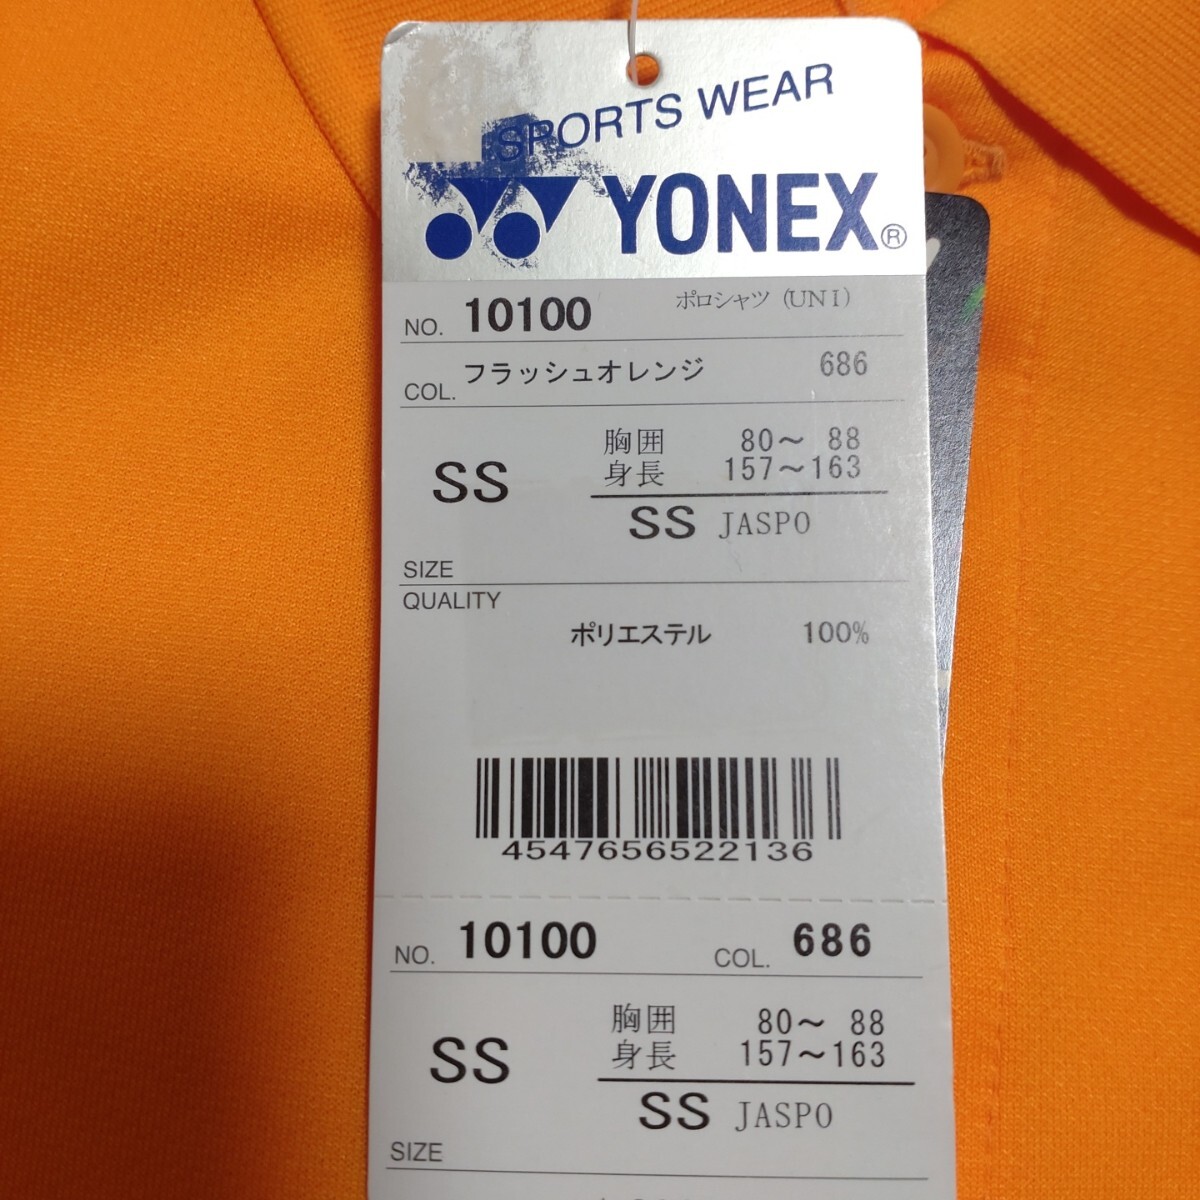 SPORTS WEAR
YONEX®
NO. 10100 ポロシャツ (UNI)
COL. フラッシュオレンジ 686
胸囲 80〜 88
SS 身長 157〜163
SS JASPO
SIZE
QUALITY
ポリエステル 100%
4547656522136
NO. 10100 COL. 686
胸囲 80〜 88
SS 身長 157〜163
SS JASPO
SIZE